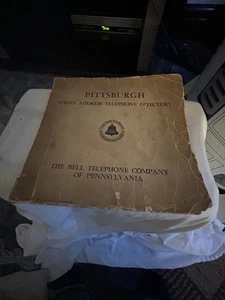 PITTSBURGH
STREET ADDRESS TELEPHONE DIRECTORY
THE BELL TELEPHONE COMPANY
OF PENNSYLVANIA